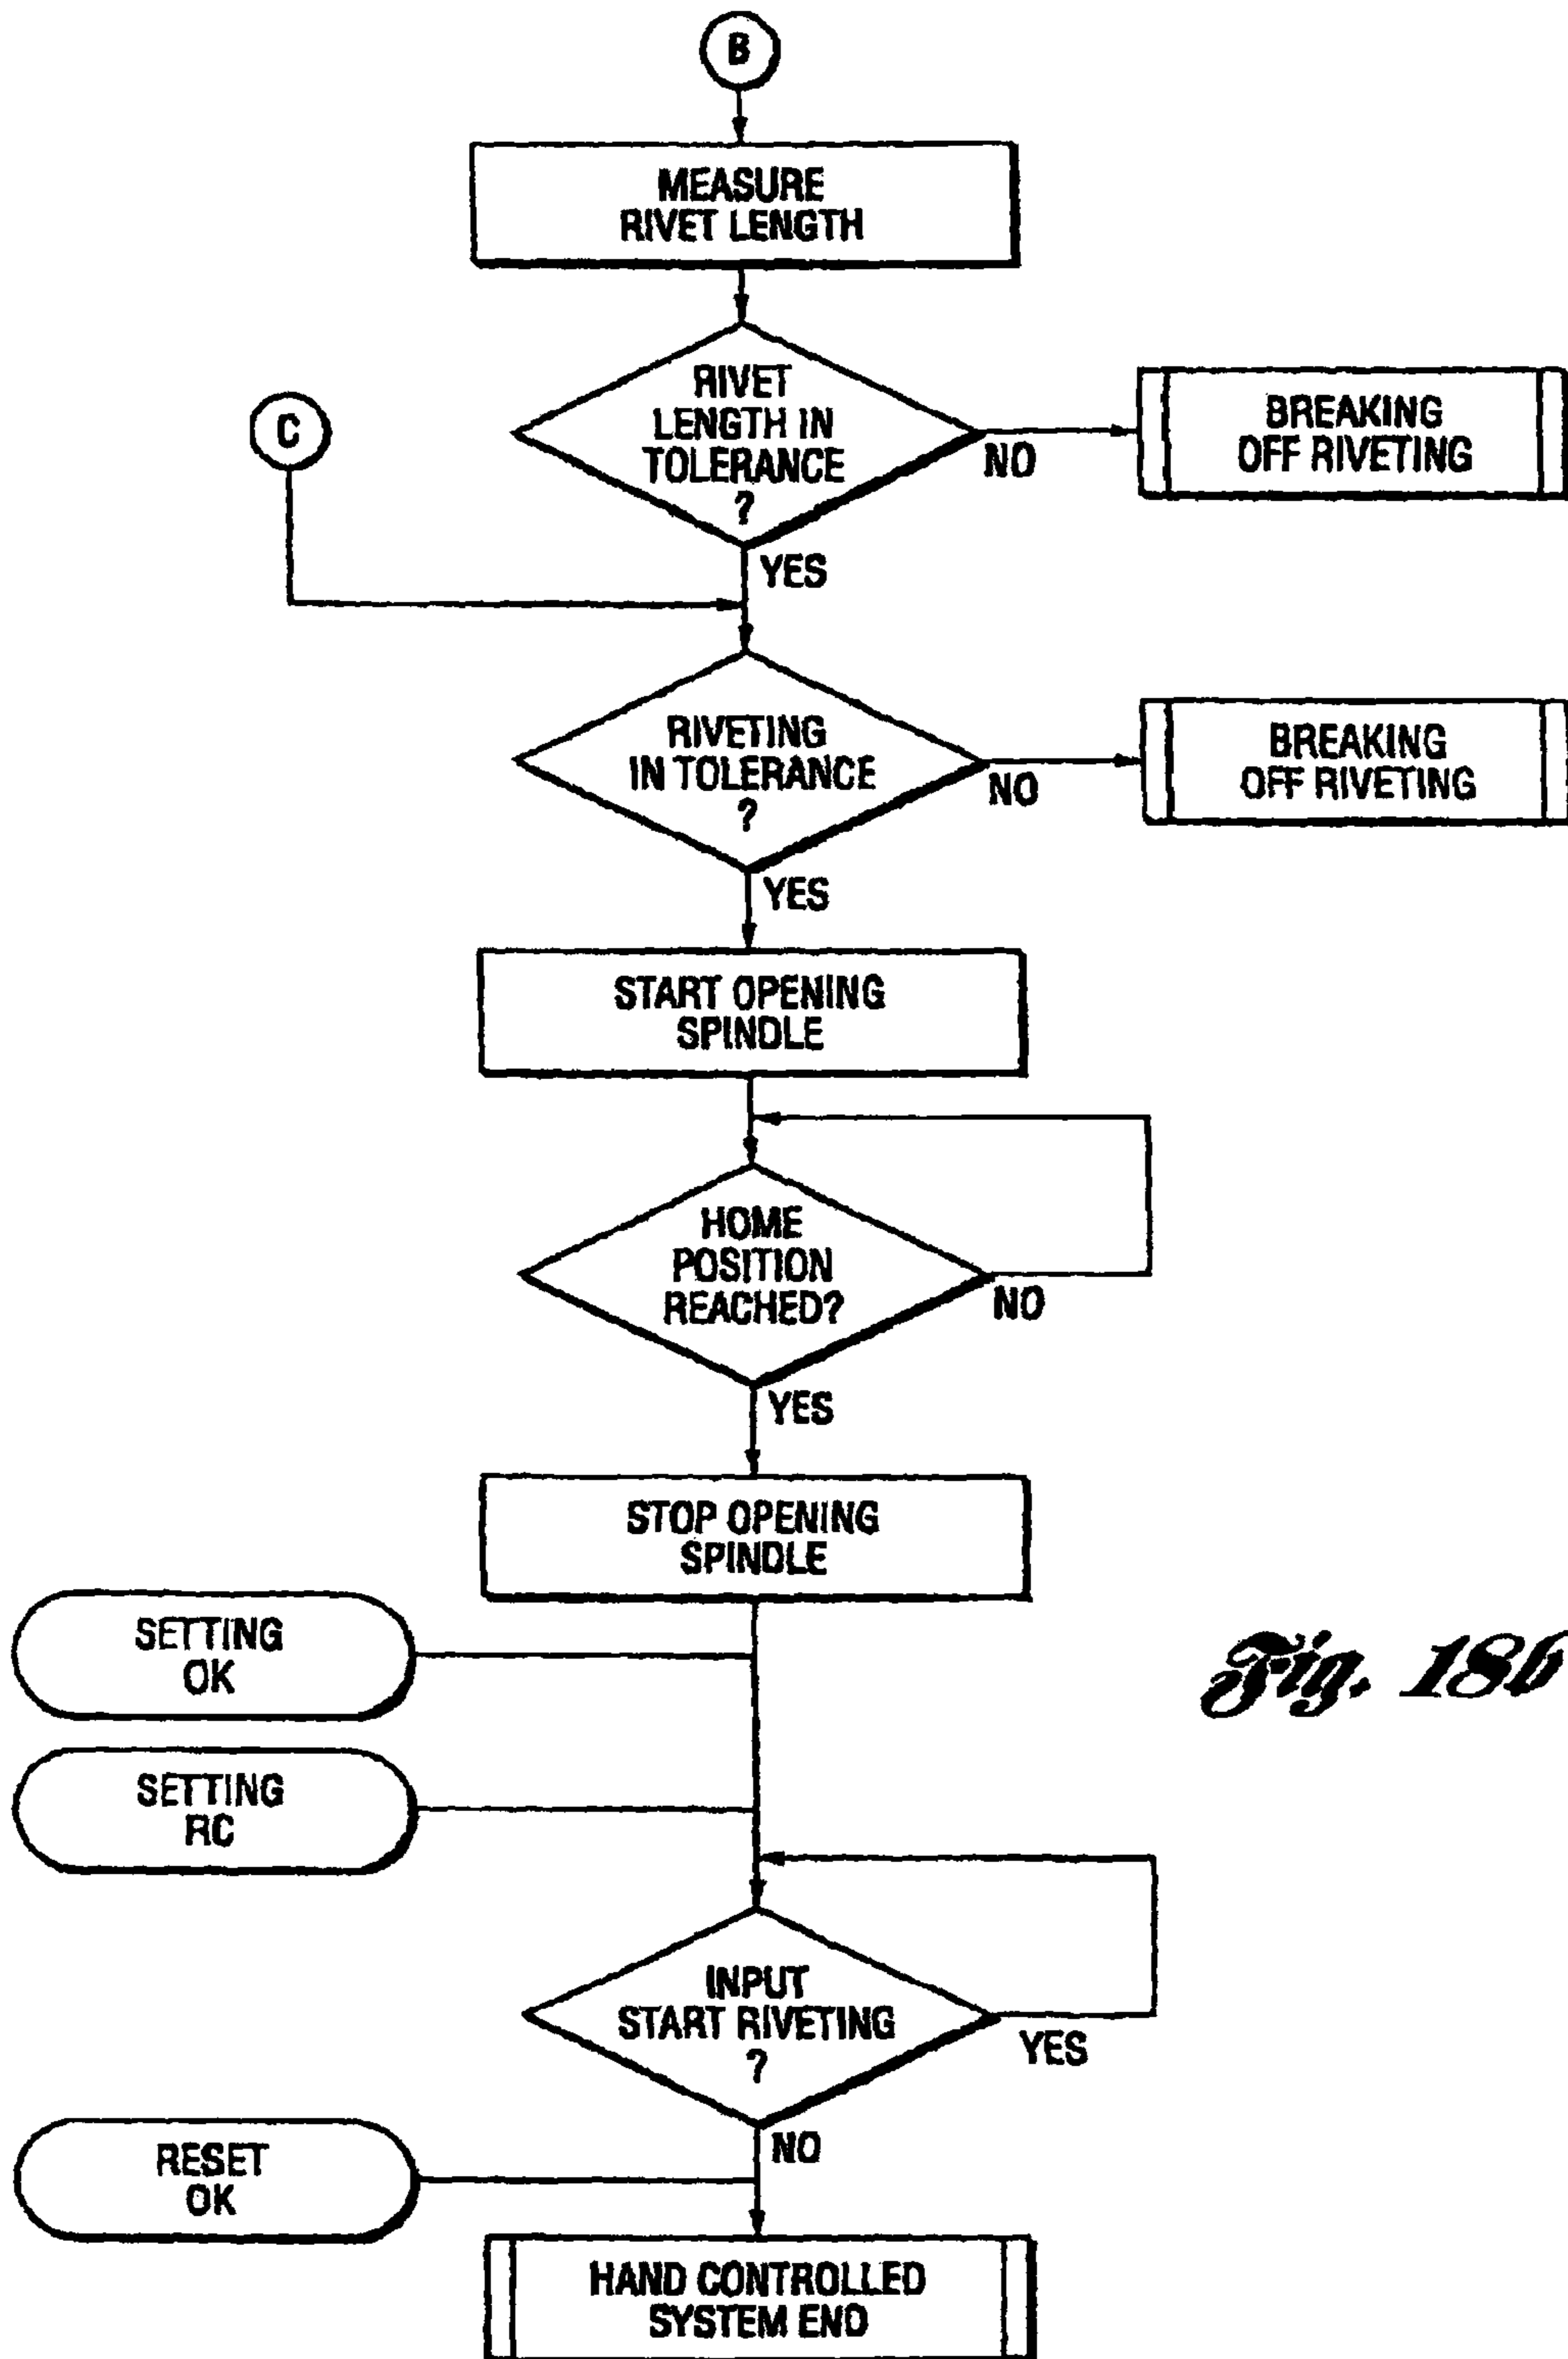 B
MEASURE
RIVET LENGTH
RIVET
LENGTH IN
TOLERANCE
?
NO
BREAKING
OFF RIVETING
C
YES
RIVETING
IN TOLERANCE
?
NO
BREAKING
OFF RIVETING
YES
START OPENING
SPINDLE
HOME
POSITION
REACHED?
NO
YES
STOP OPENING
SPINDLE
SETTING
OK
Fig. 18b
SETTING
RC
INPUT
START RIVETING
?
YES
NO
RESET
OK
HAND CONTROLLED
SYSTEM END